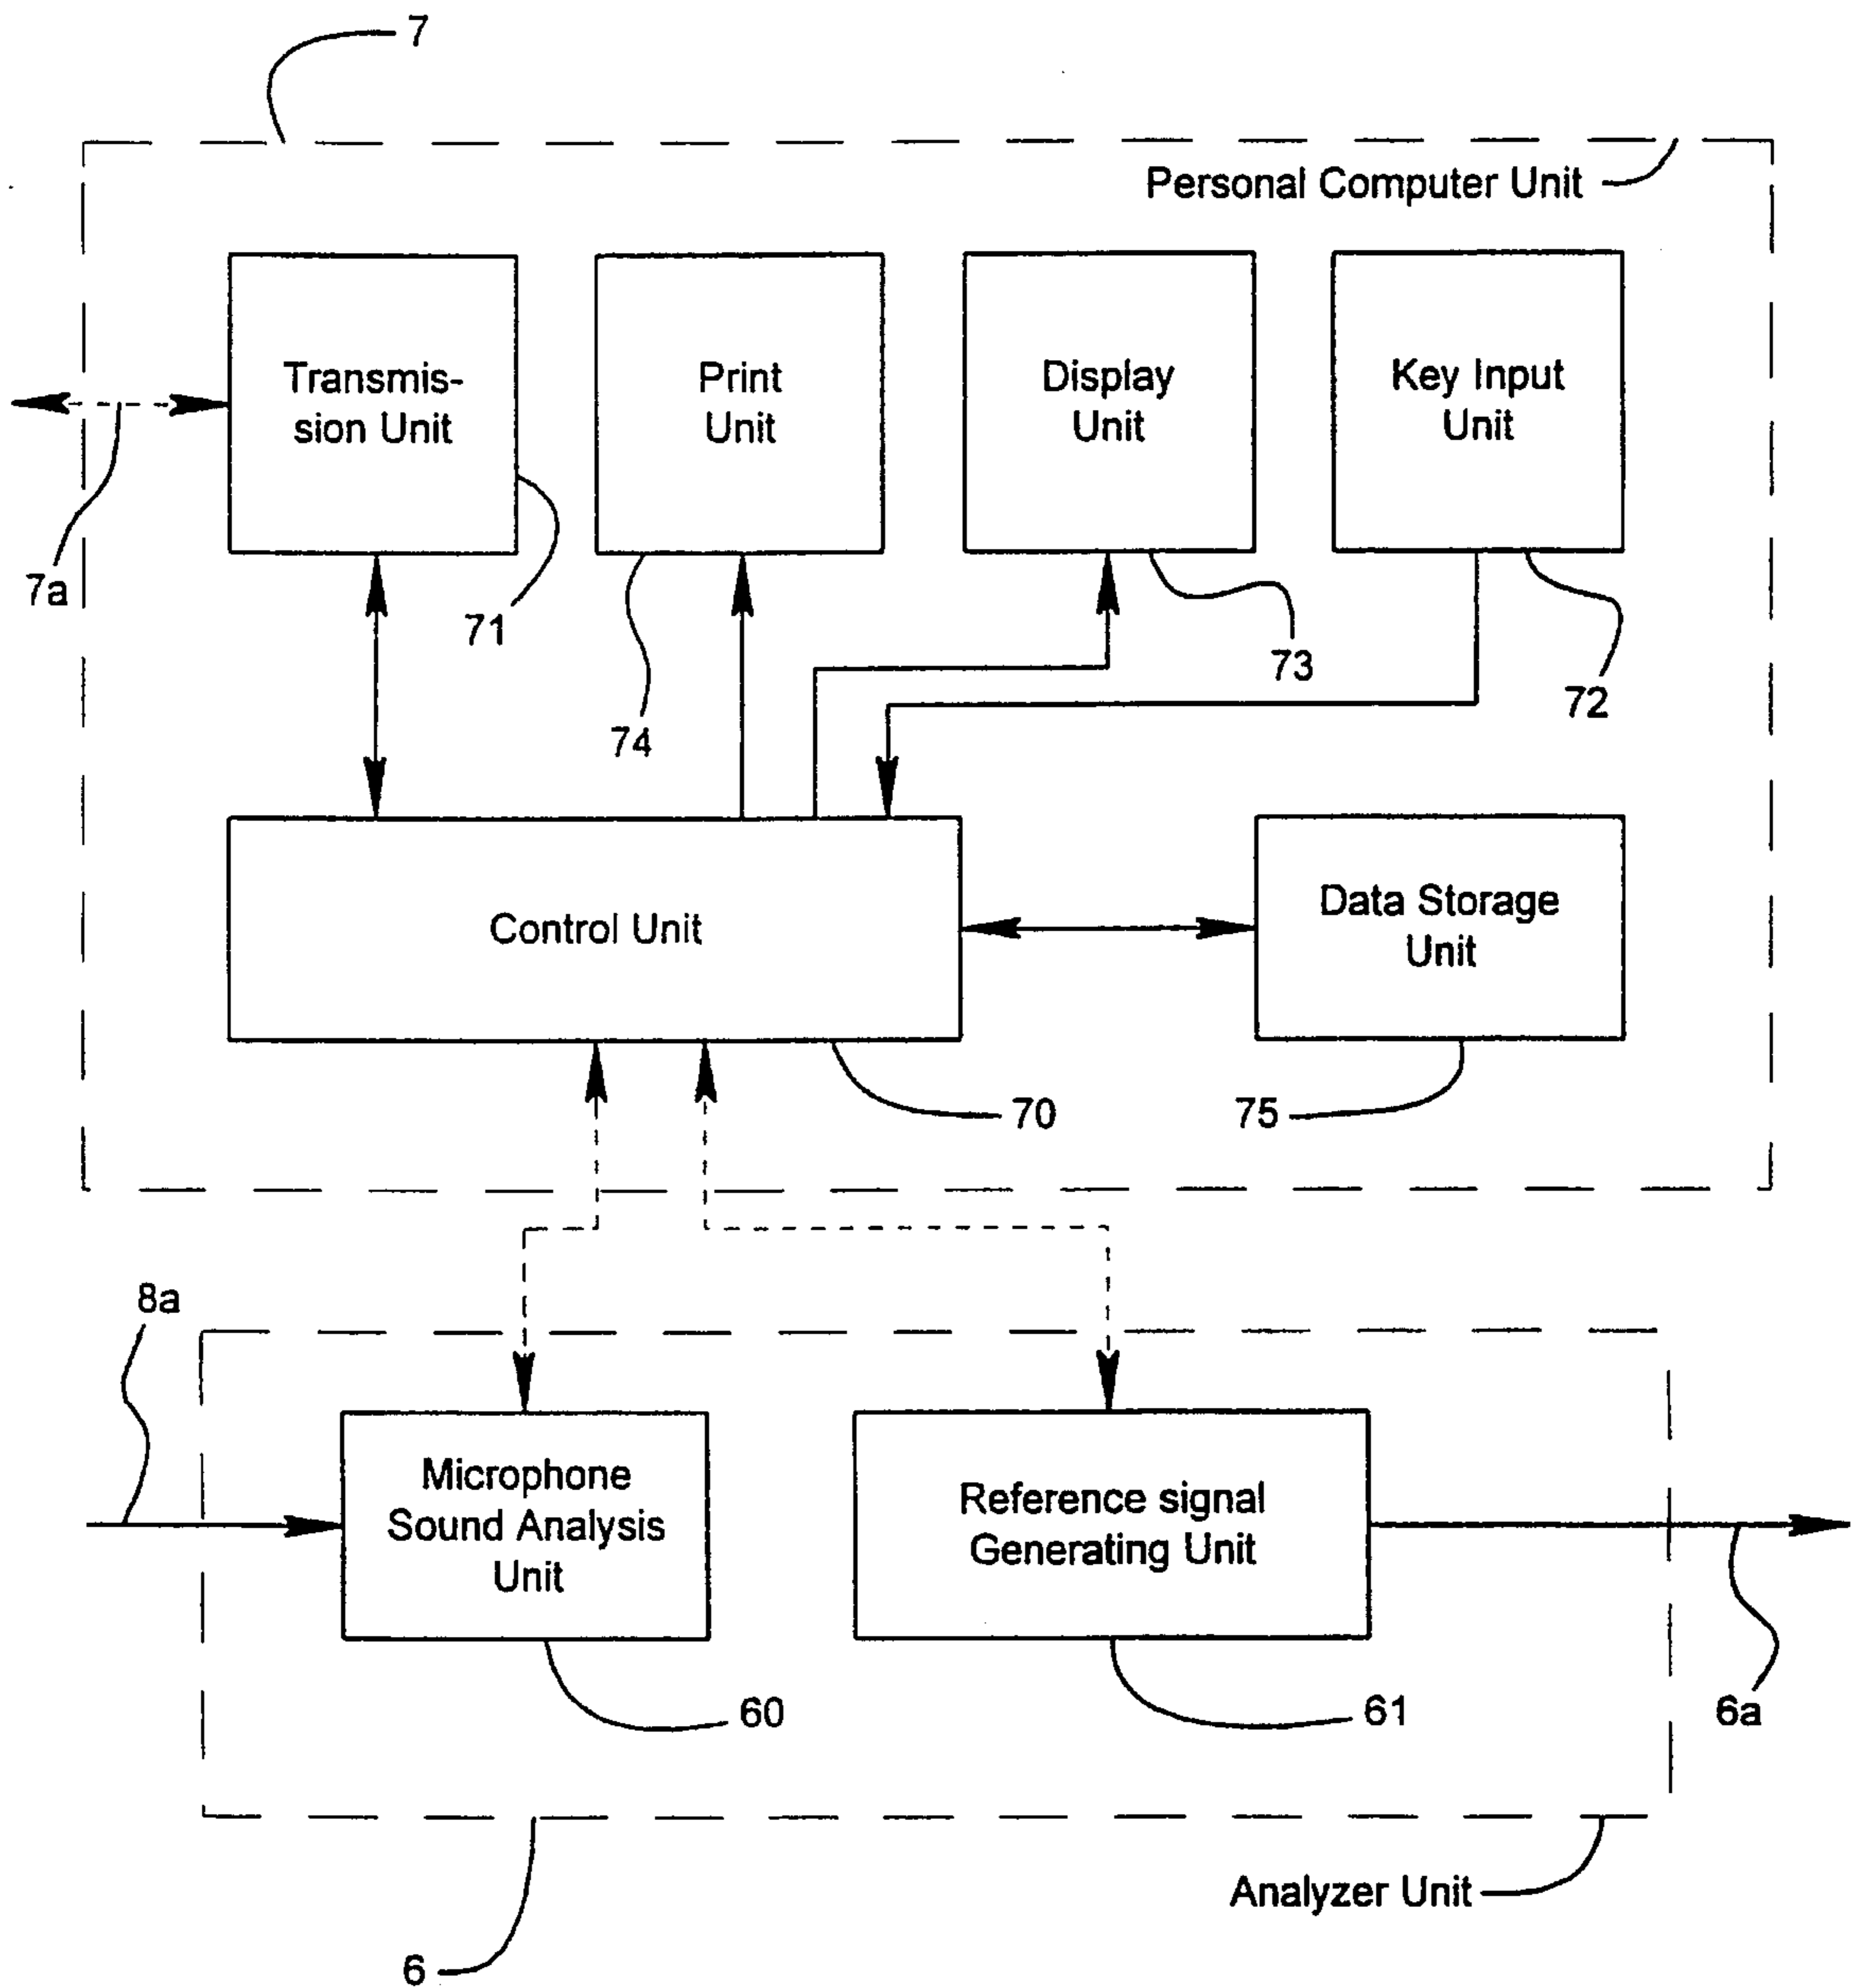 7
Personal Computer Unit
Transmis-
sion Unit
Print
Unit
Display
Unit
Key Input
Unit
7a
71
74
73
72
Control Unit
Data Storage
Unit
70
75
8a
Microphone
Sound Analysis
Unit
Reference signal
Generating Unit
60
61
6a
Analyzer Unit
6